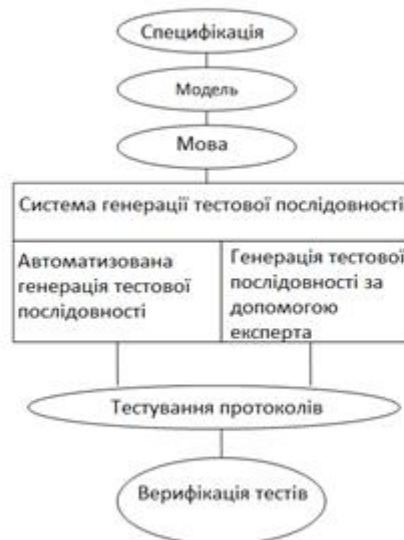 Специфікація
Модель
Мова
Система генерації тестової послідовності
Автоматизована
генерація тестової
послідовності
Генерація тестової
послідовності за
допомогою
експерта
Тестування протоколів
Верифікація тестів